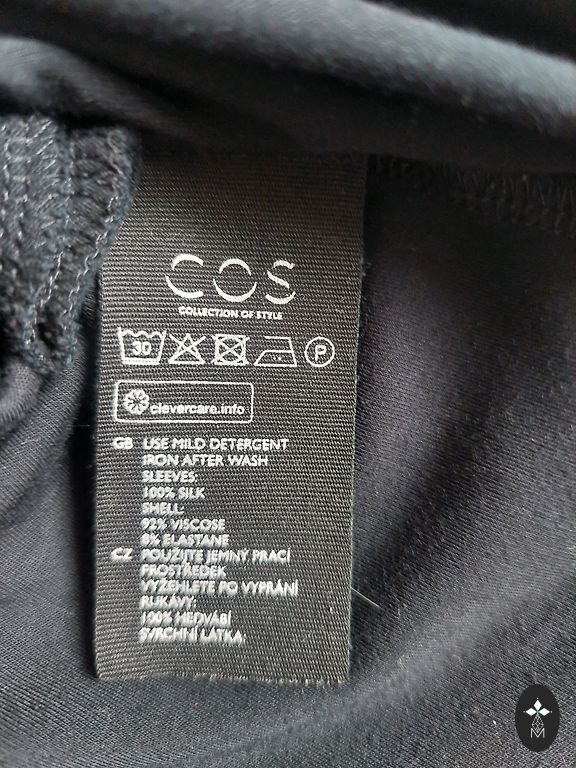 COS
COLLECTION OF STYLE
30 P
clevercare.info
GB USE MILD DETERGENT
IRON AFTER WASH
SLEEVES:
100% SILK
SHELL:
92% VISCOSE
8% ELASTANE
CZ POUŽIJTE JEMNÝ PRACÍ
PROSTŘEDEK
VYŽEHLETE PO VYPRÁNÍ
RUKÁVY:
100% HEDVÁBÍ
SVRCHNÍ LÁTKA:
M